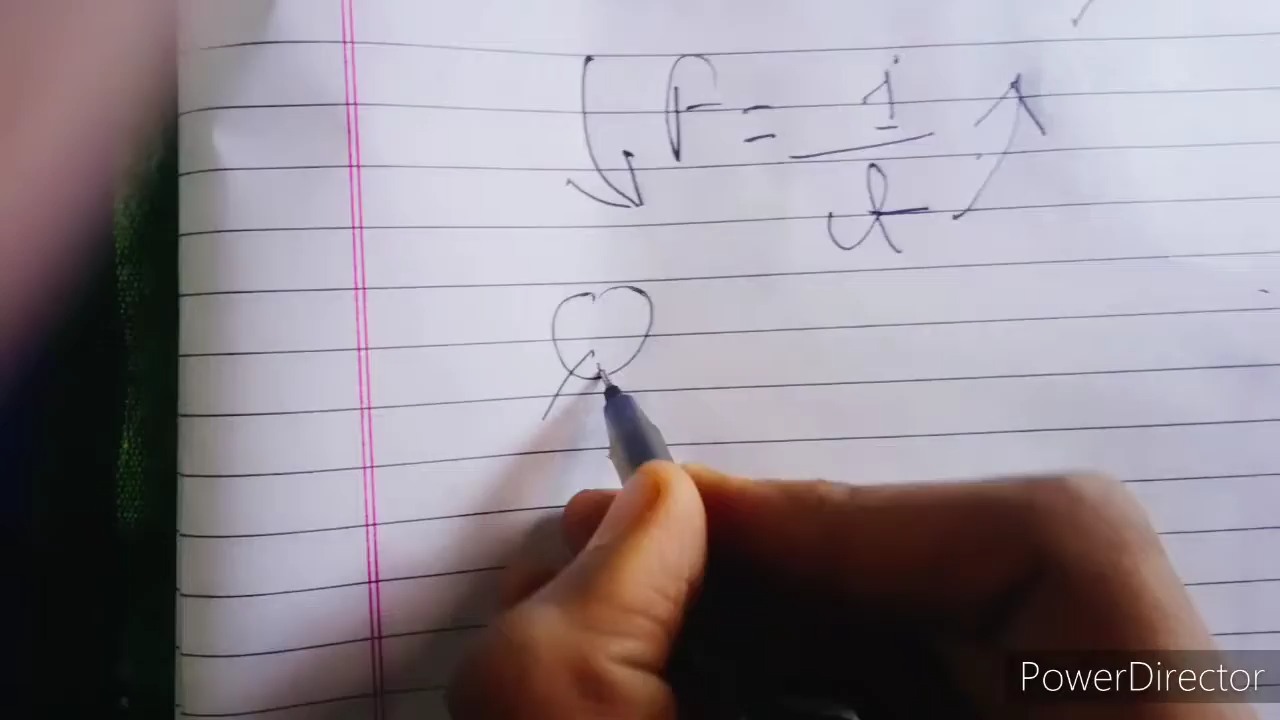 ↓ F = 1 / d ↑
PowerDirector